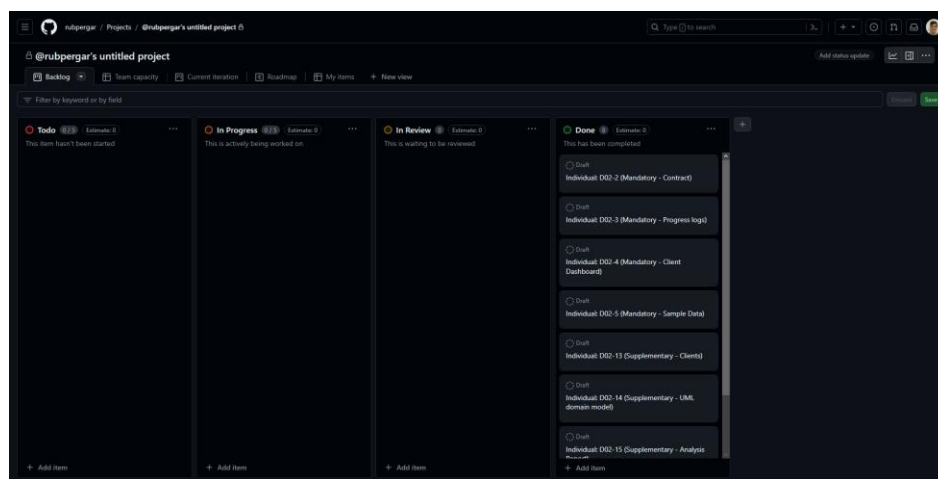 rubpergar / Projects / @rubpergar's untitled project
Type / to search
@rubpergar's untitled project
Add status update
Backlog
Team capacity
Current iteration
Roadmap
My items
+ New view
Filter by keyword or by field
Discard
Save
Todo 0 / 5 Estimate: 0
This item hasn't been started
In Progress Estimate: 0
This is actively being worked on
In Review Estimate: 0
This is waiting to be reviewed
Done Estimate: 0
This has been completed
Draft
Individual: D02-2 (Mandatory - Contract)
Draft
Individual: D02-3 (Mandatory - Progress logs)
Draft
Individual: D02-4 (Mandatory - Client
Dashboard)
Draft
Individual: D02-5 (Mandatory - Sample Data)
Draft
Individual: D02-13 (Supplementary - Clients)
Draft
Individual: D02-14 (Supplementary - UML
domain model)
Draft
Individual: D02-15 (Supplementary - Analysis
+ Add item
+ Add item
+ Add item
+ Add item